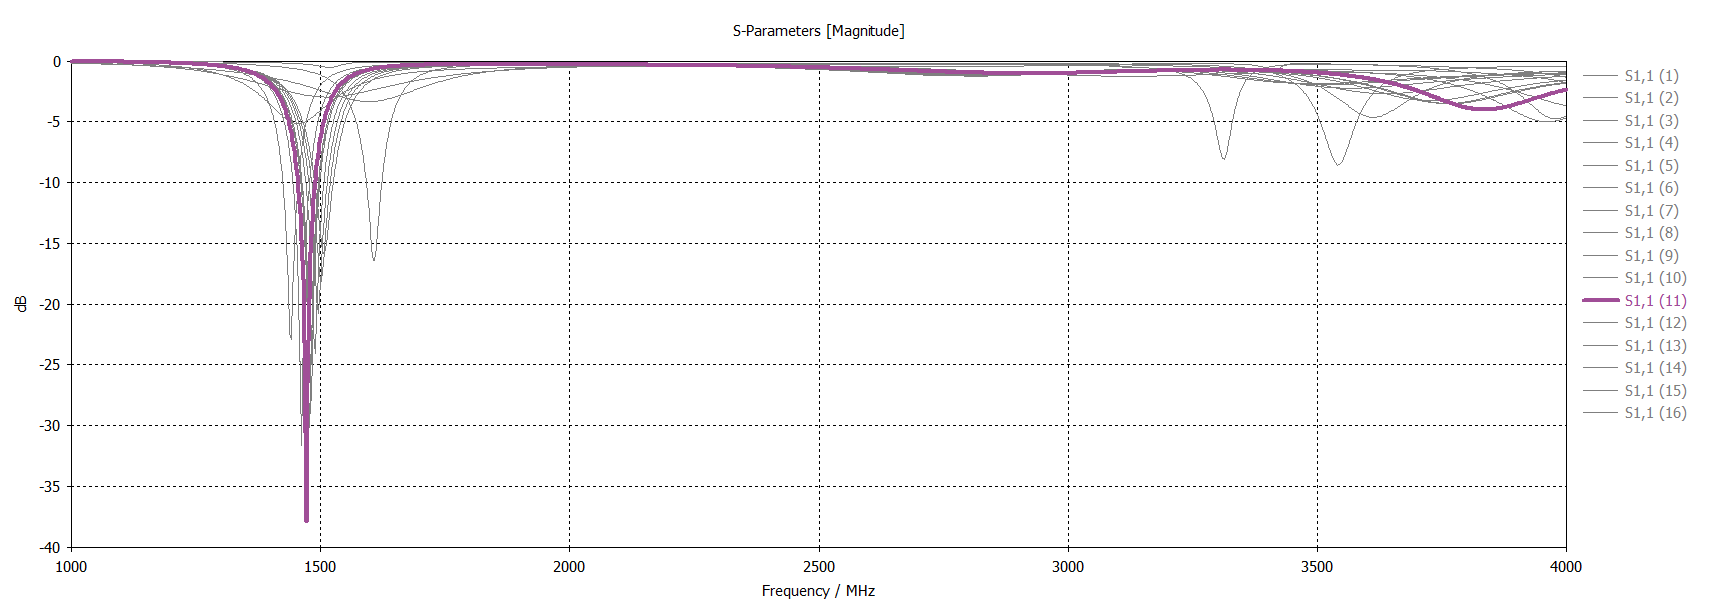 S-Parameters [Magnitude]
0
-5
-10
-15
-20
-25
-30
-35
-40
dB
1000
1500
2000
2500
3000
3500
4000
Frequency / MHz
S1,1 (1)
S1,1 (2)
S1,1 (3)
S1,1 (4)
S1,1 (5)
S1,1 (6)
S1,1 (7)
S1,1 (8)
S1,1 (9)
S1,1 (10)
S1,1 (11)
S1,1 (12)
S1,1 (13)
S1,1 (14)
S1,1 (15)
S1,1 (16)